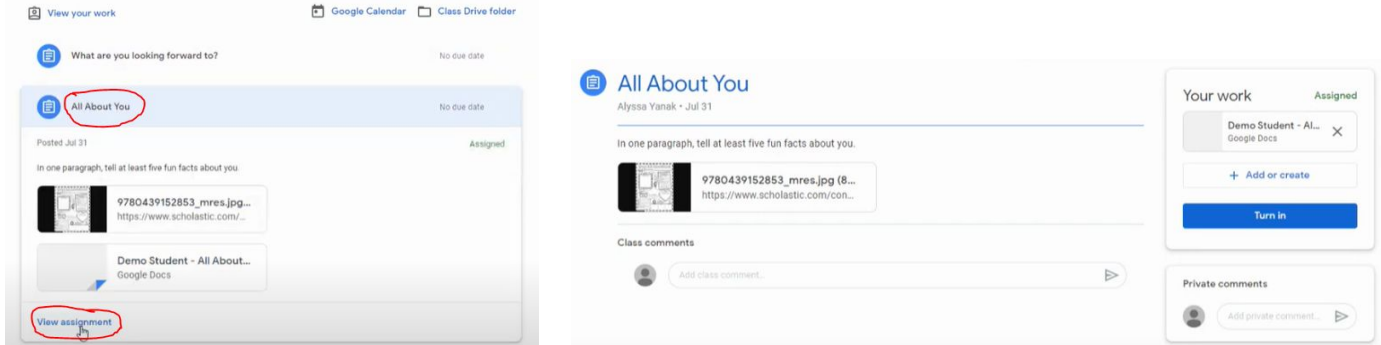 View your work
Google Calendar
Class Drive folder
What are you looking forward to?
No due date
All About You
No due date
Posted Jul 31
Assigned
In one paragraph, tell at least five fun facts about you.
9780439152853_mres.jpg...
https://www.scholastic.com/...
Demo Student - All About...
Google Docs
View assignment
All About You
Alyssa Yanak • Jul 31
In one paragraph, tell at least five fun facts about you.
9780439152853_mres.jpg (8...
https://www.scholastic.com/con...
Class comments
Add class comment...
Your work
Assigned
Demo Student - Al...
Google Docs
+ Add or create
Turn in
Private comments
Add private comment...